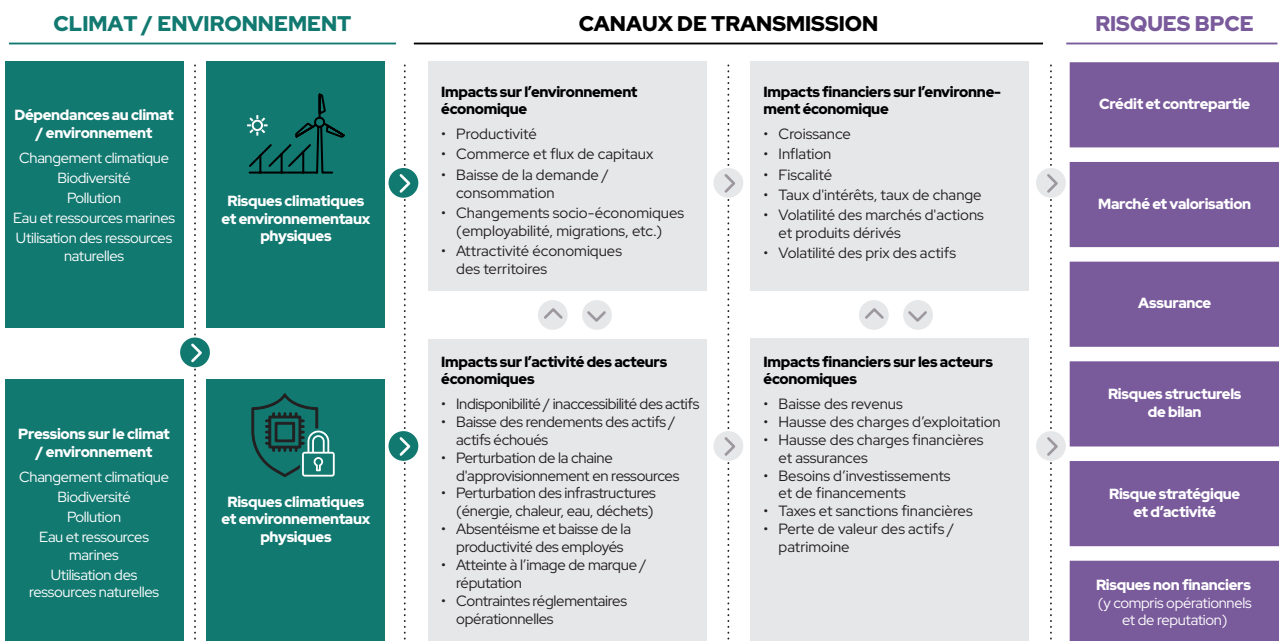 CLIMAT / ENVIRONNEMENT
CANAUX DE TRANSMISSION
RISQUES BPCE
Dépendances au climat
/ environnement
Changement climatique
Biodiversité
Pollution
Eau et ressources marines
Utilisation des ressources
naturelles
Risques climatiques
et environnementaux
physiques
Pressions sur le climat
/ environnement
Changement climatique
Biodiversité
Pollution
Eau et ressources
marines
Utilisation des
ressources naturelles
Risques climatiques
et environnementaux
physiques
Impacts sur l'environnement
économique
• Productivité
• Commerce et flux de capitaux
• Baisse de la demande /
consommation
• Changements socio-économiques
(employabilité, migrations, etc.)
• Attractivité économiques
des territoires
Impacts financiers sur l'environne-
ment économique
• Croissance
• Inflation
• Fiscalité
• Taux d'intérêts, taux de change
• Volatilité des marchés d'actions
et produits dérivés
• Volatilité des prix des actifs
Impacts sur l'activité des acteurs
économiques
• Indisponibilité / inaccessibilité des actifs
• Baisse des rendements des actifs /
actifs échoués
• Perturbation de la chaine
d'approvisionnement en ressources
• Perturbation des infrastructures
(énergie, chaleur, eau, déchets)
• Absentéisme et baisse de la
productivité des employés
• Atteinte à l'image de marque /
réputation
• Contraintes réglementaires
opérationnelles
Impacts financiers sur les acteurs
économiques
• Baisse des revenus
• Hausse des charges d'exploitation
• Hausse des charges financières
et assurances
• Besoins d'investissements
et de financements
• Taxes et sanctions financières
• Perte de valeur des actifs /
patrimoine
Crédit et contrepartie
Marché et valorisation
Assurance
Risques structurels
de bilan
Risque stratégique
et d'activité
Risques non financiers
(y compris opérationnels
et de reputation)